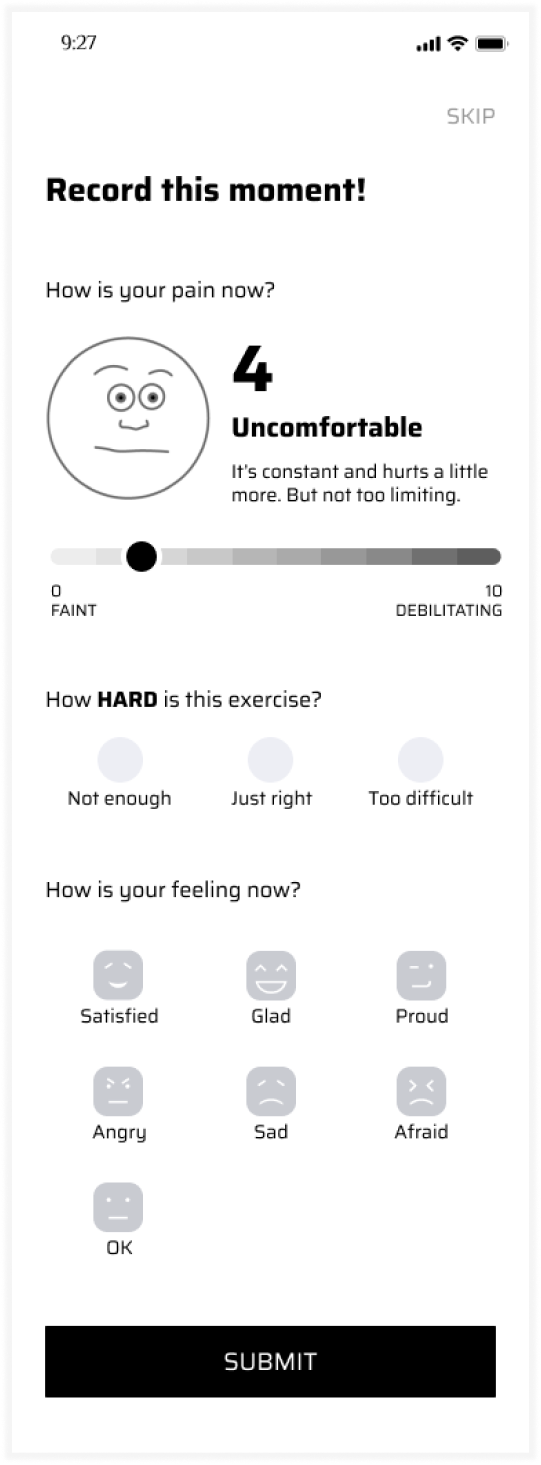 9:27
SKIP
Record this moment!
How is your pain now?
4
Uncomfortable
It's constant and hurts a little
more. But not too limiting.
0 10
FAINT DEBILITATING
How HARD is this exercise?
Not enough Just right Too difficult
How is your feeling now?
Satisfied Glad Proud
Angry Sad Afraid
OK
SUBMIT